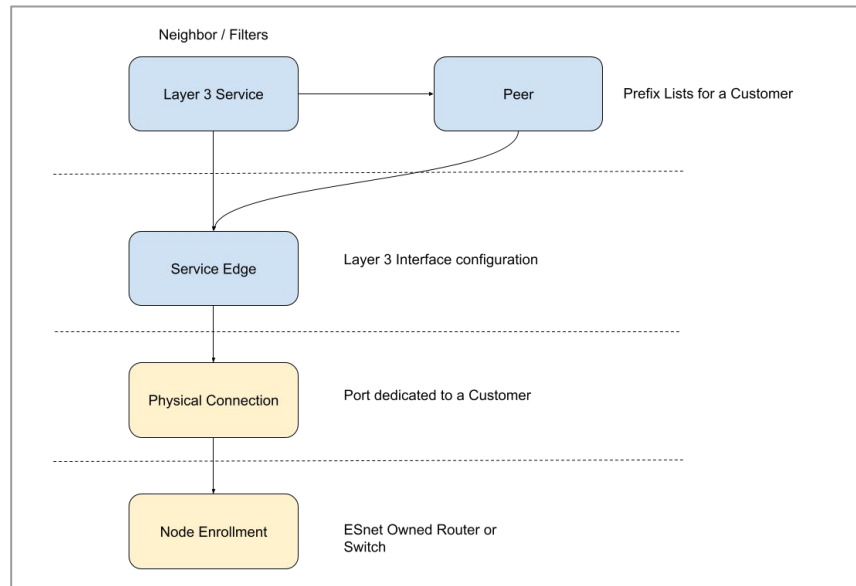 Neighbor / Filters
Layer 3 Service
Peer
Prefix Lists for a Customer
Service Edge
Layer 3 Interface configuration
Physical Connection
Port dedicated to a Customer
Node Enrollment
ESnet Owned Router or
Switch